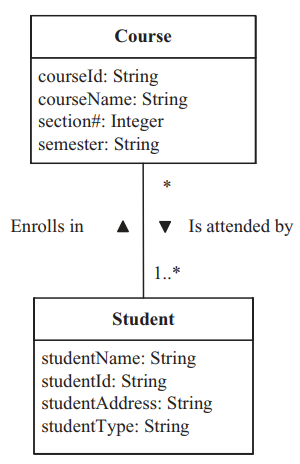 Course
courseId: String
courseName: String
section#: Integer
semester: String
*
Enrolls in ▲ ▼ Is attended by
1..*
Student
studentName: String
studentId: String
studentAddress: String
studentType: String